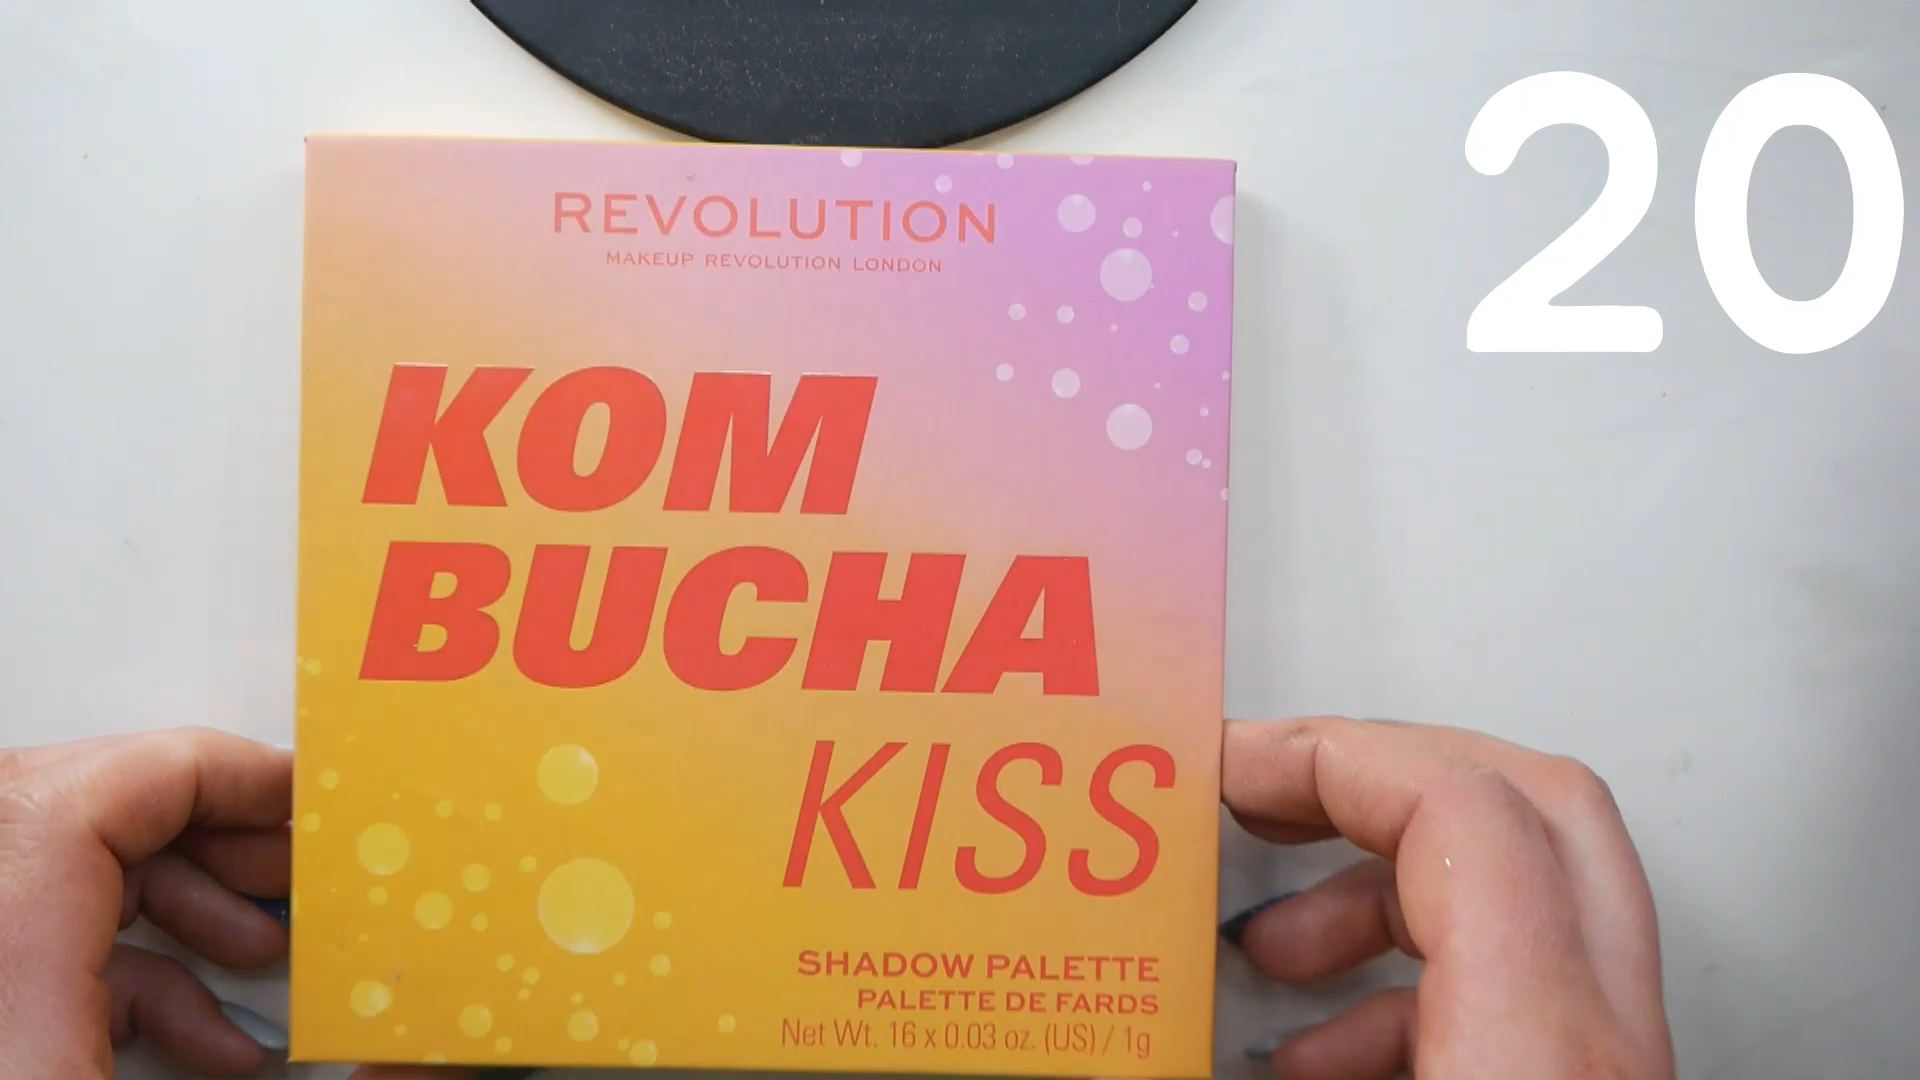 20
REVOLUTION
MAKEUP REVOLUTION LONDON
KOM
BUCHA
KISS
SHADOW PALETTE
PALETTE DE FARDS
Net Wt. 16 x 0.03 oz. (US) / 1g